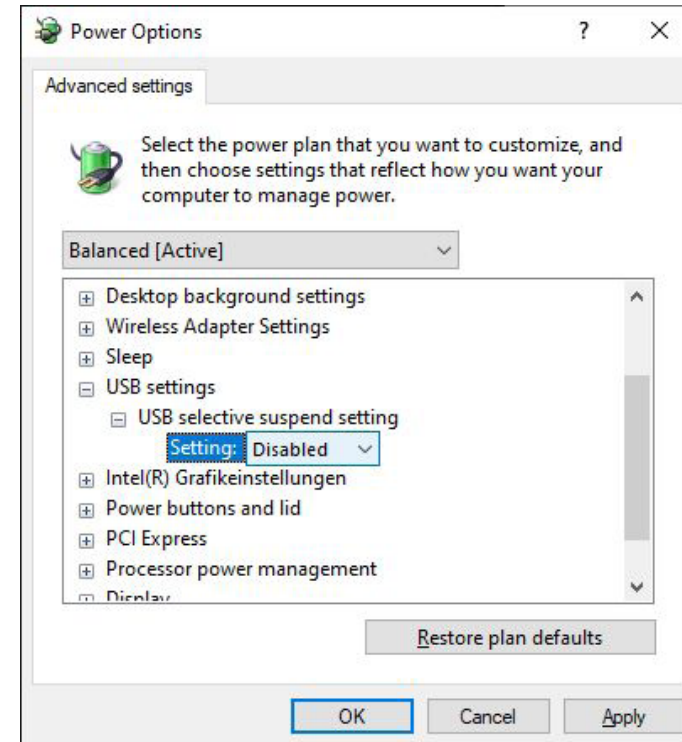 Power Options
?
Advanced settings
Select the power plan that you want to customize, and
then choose settings that reflect how you want your
computer to manage power.
Balanced [Active]
Desktop background settings
Wireless Adapter Settings
Sleep
USB settings
USB selective suspend setting
Setting: Disabled
Intel(R) Grafikeinstellungen
Power buttons and lid
PCI Express
Processor power management
Display
Restore plan defaults
OK Cancel Apply